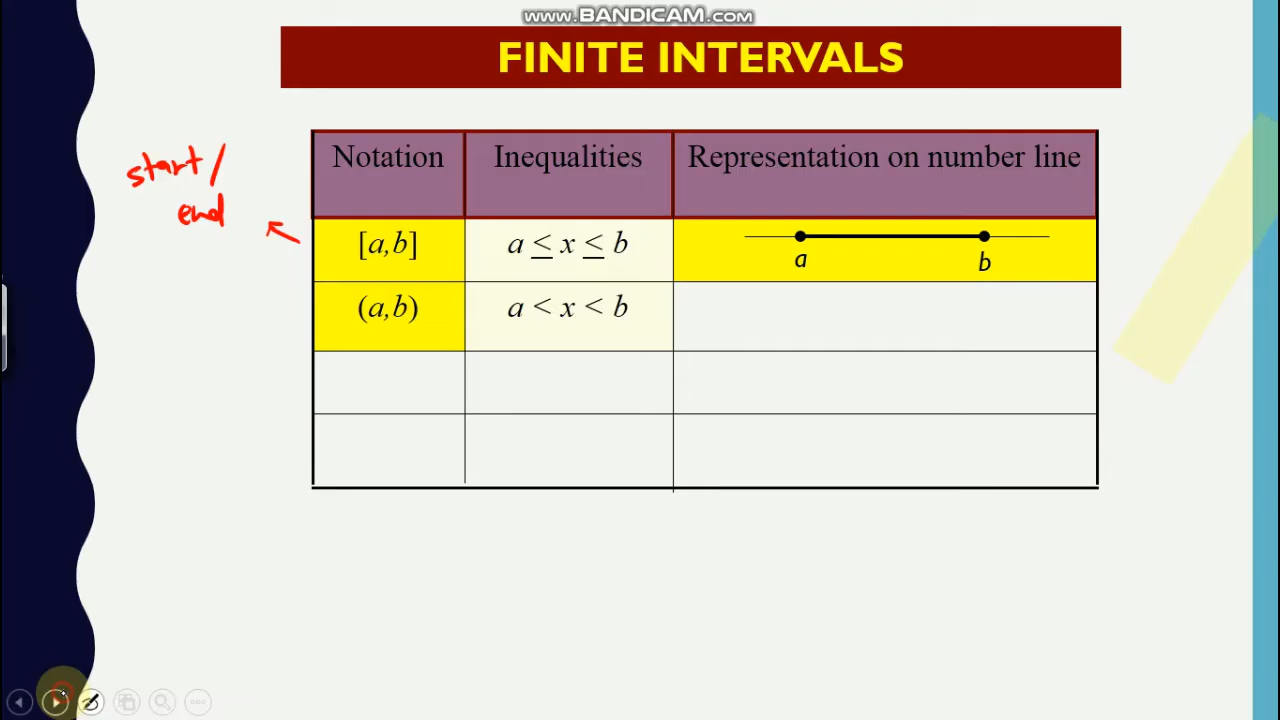 www.BANDICAM.com
FINITE INTERVALS
start/
end
Notation Inequalities Representation on number line
[a,b] a ≤ x ≤ b
a b
(a,b) a < x < b